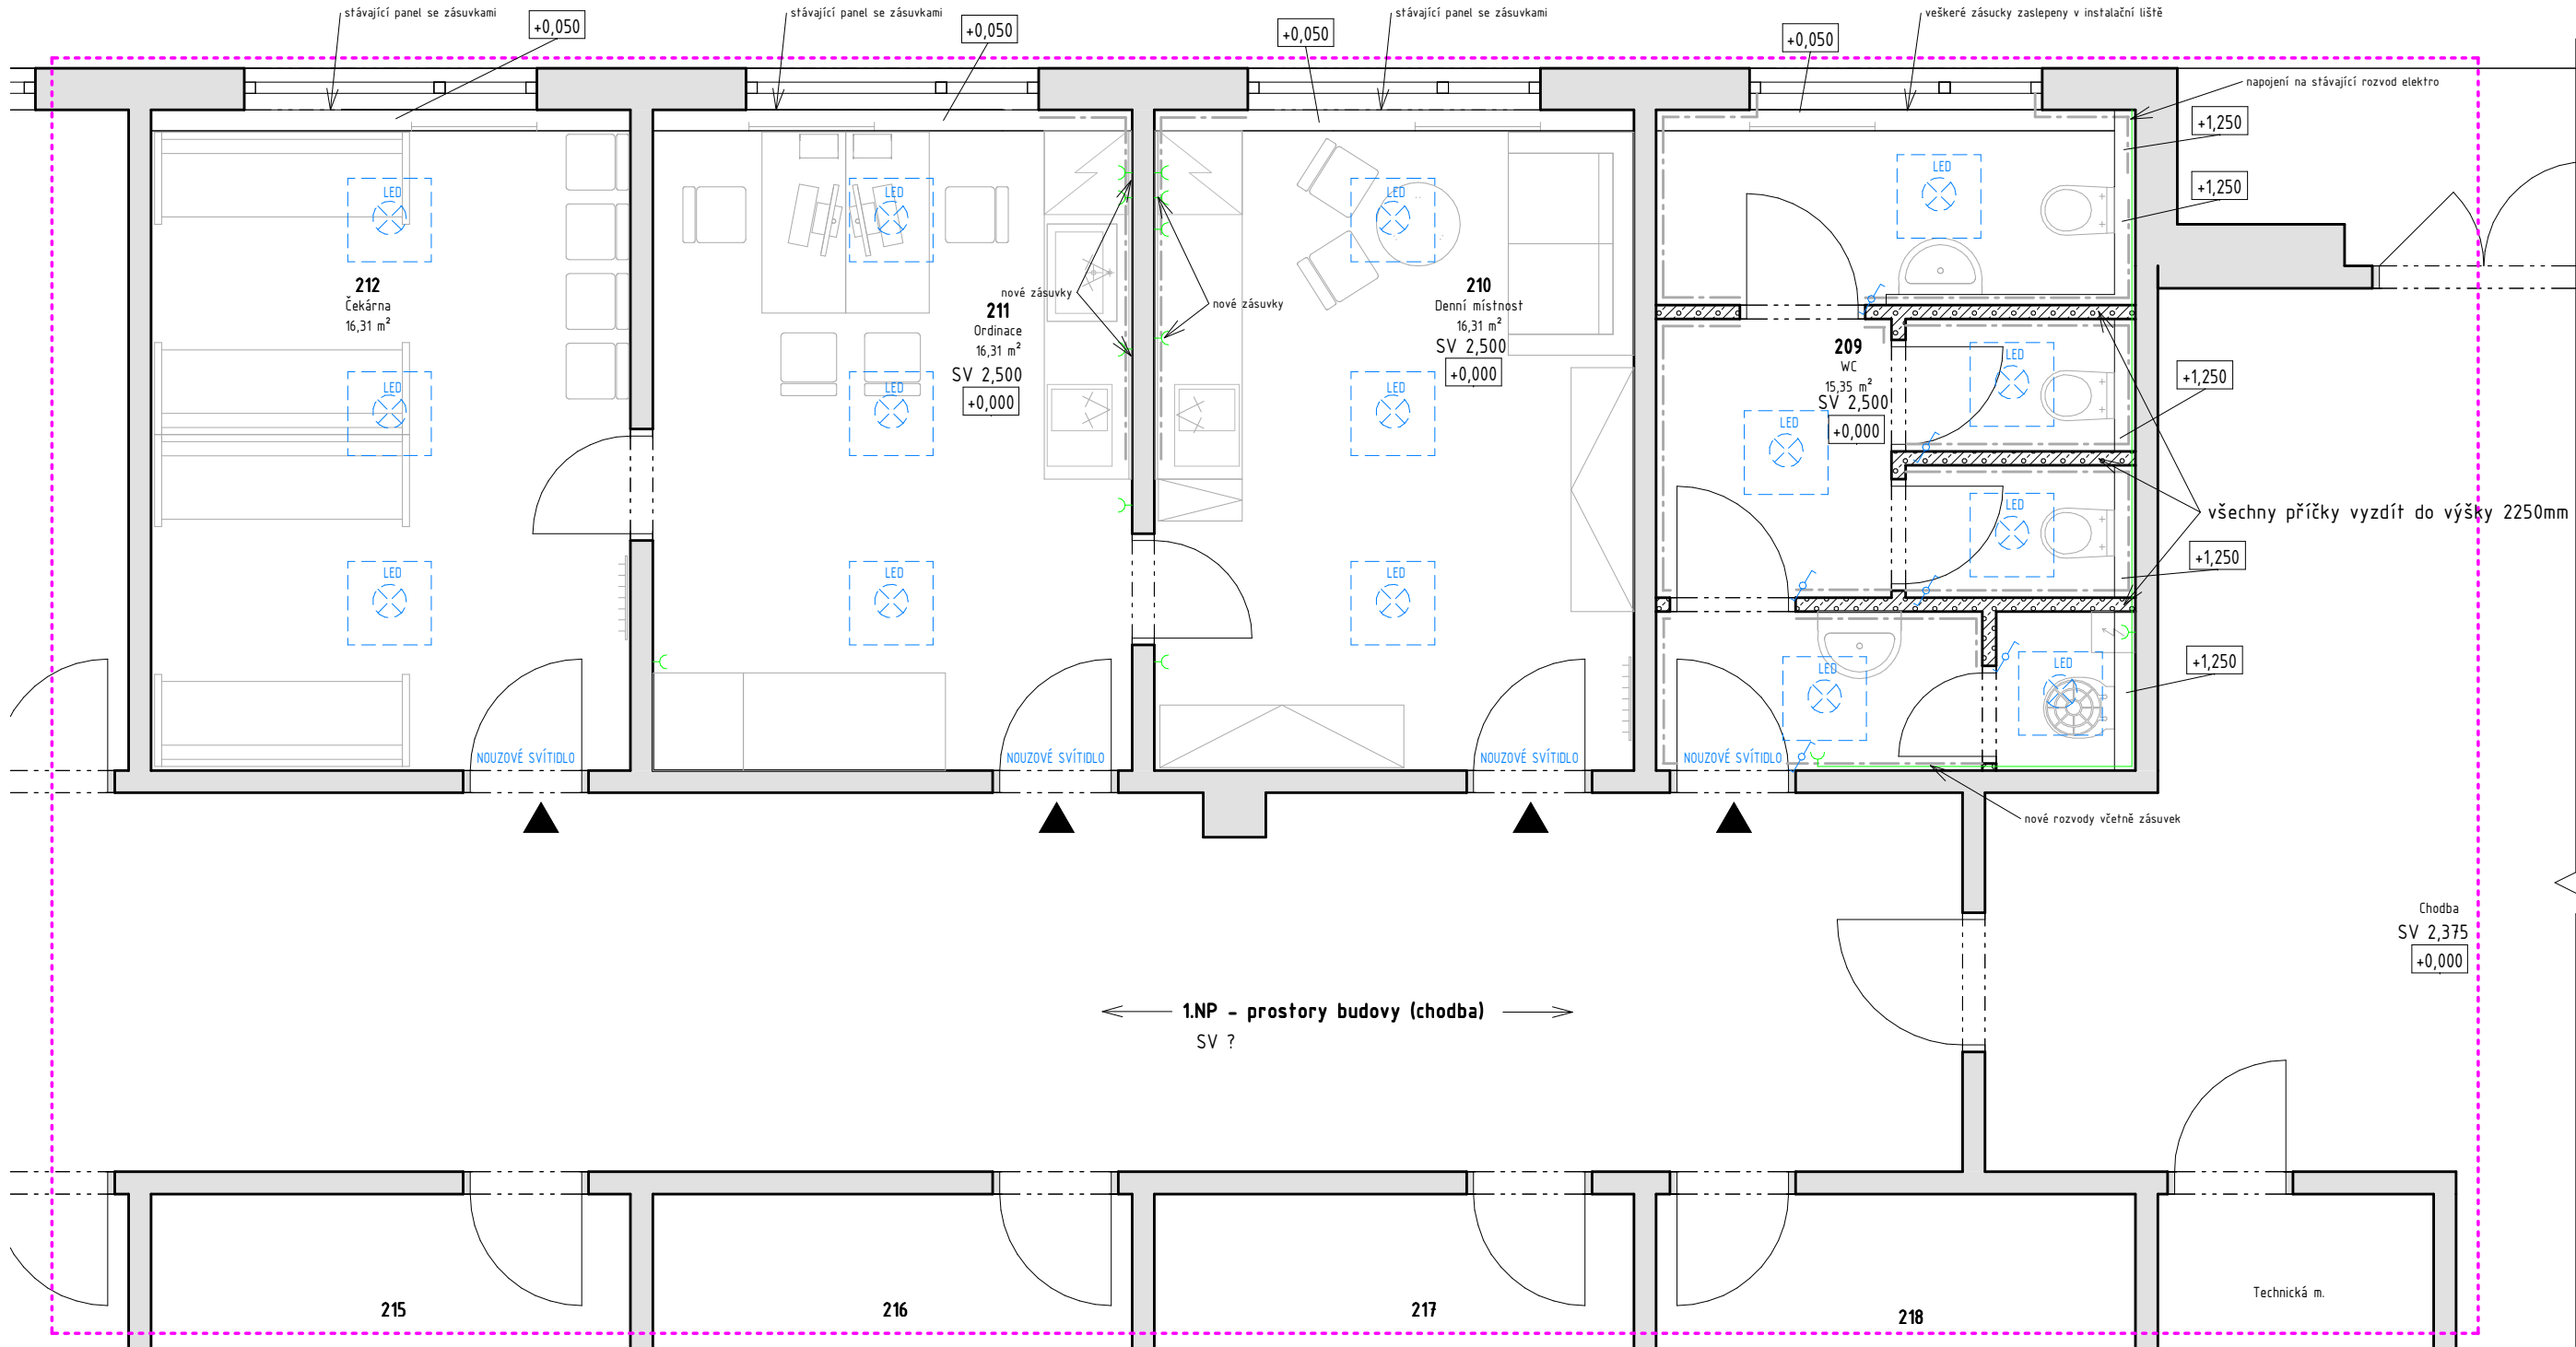 stávající panel se zásuvkami
+0,050
stávající panel se zásuvkami
+0,050
+0,050
stávající panel se zásuvkami
+0,050
veškeré zásucky zaslepeny v instalační liště
napojení na stávající rozvod elektro
+1,250
+1,250
LED
LED
LED
LED
212
Čekárna
16,31 m²
nové zásuvky
211
Ordinace
16,31 m²
SV 2,500
+0,000
nové zásuvky
210
Denní místnost
16,31 m²
SV 2,500
+0,000
209
WC
15,35 m²
SV 2,500
+0,000
LED
+1,250
LED
LED
LED
LED
LED
všechny příčky vyzdít do výšky 2250mm
+1,250
LED
LED
LED
LED
LED
+1,250
NOUZOVÉ SVÍTIDLO
NOUZOVÉ SVÍTIDLO
NOUZOVÉ SVÍTIDLO
NOUZOVÉ SVÍTIDLO
nové rozvody včetně zásuvek
Chodba
SV 2,375
+0,000
1.NP - prostory budovy (chodba)
SV ?
215
216
217
218
Technická m.